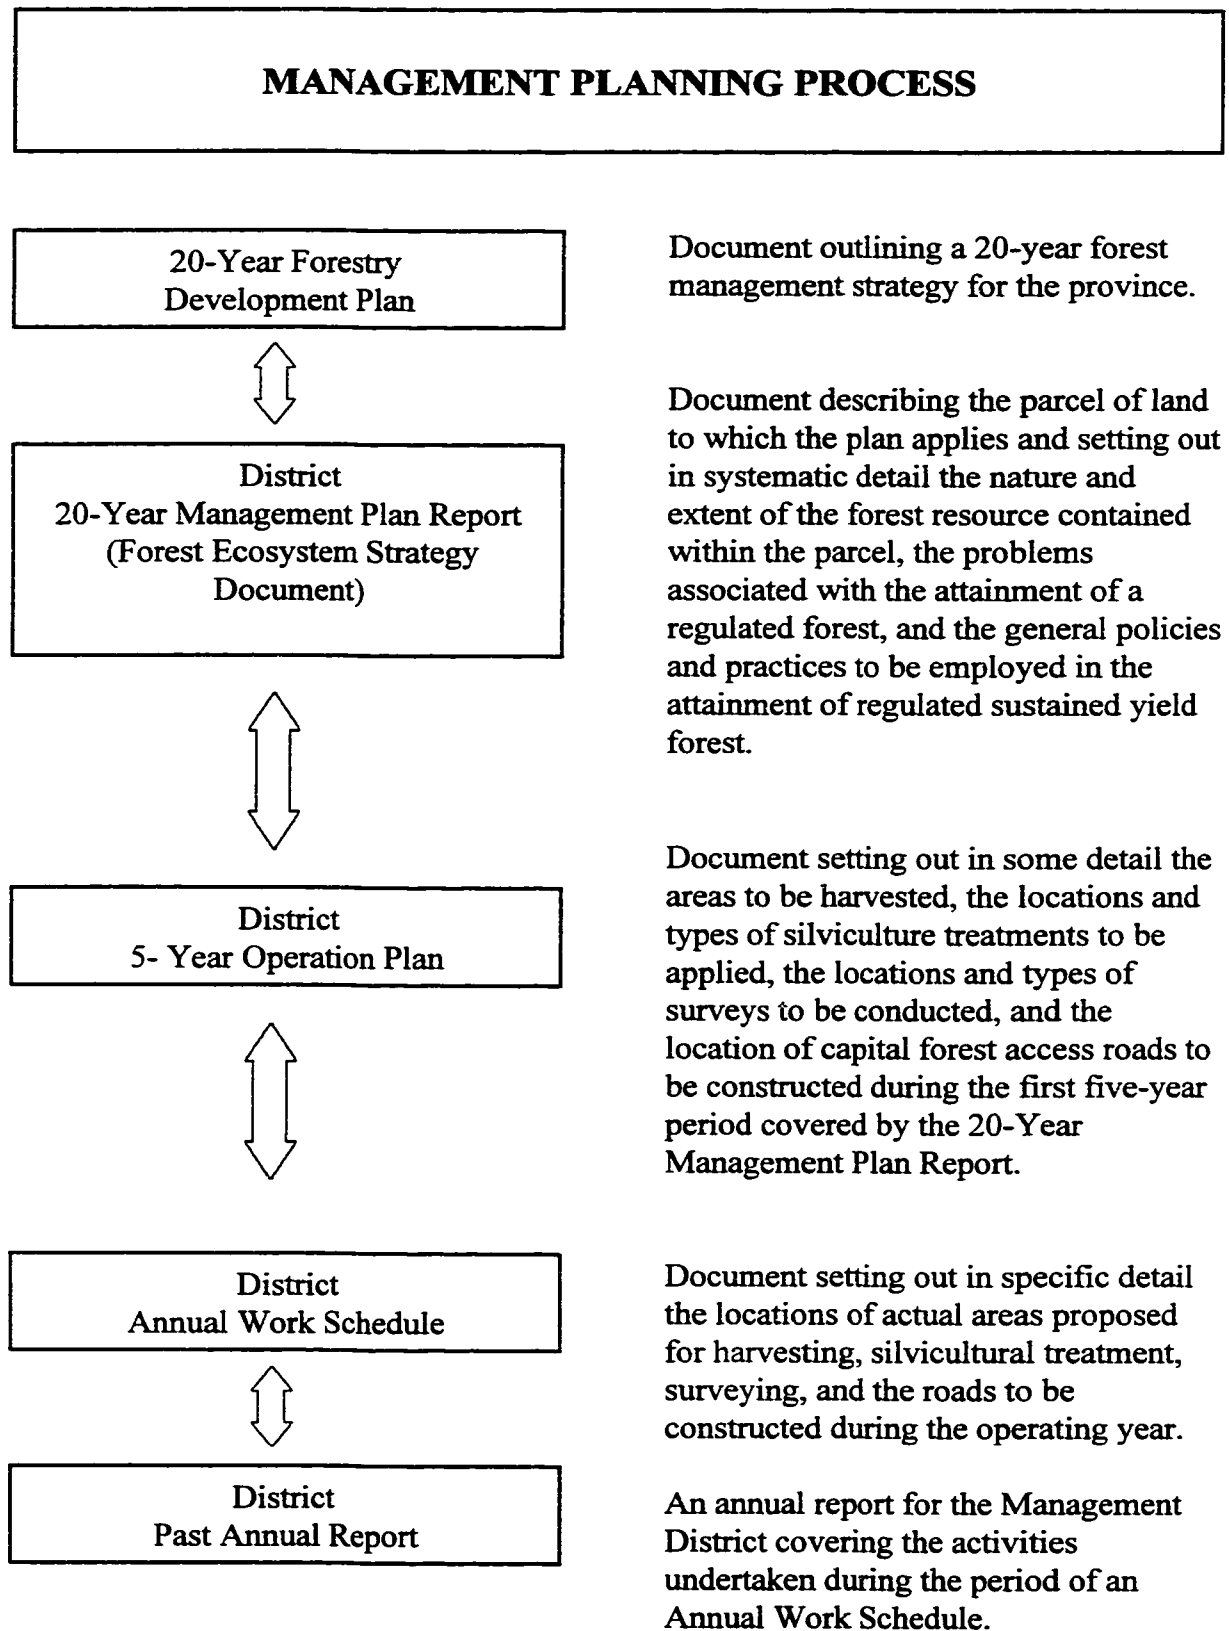 MANAGEMENT PLANNING PROCESS
20-Year Forestry
Development Plan
Document outlining a 20-year forest
management strategy for the province.
District
20-Year Management Plan Report
(Forest Ecosystem Strategy
Document)
Document describing the parcel of land
to which the plan applies and setting out
in systematic detail the nature and
extent of the forest resource contained
within the parcel, the problems
associated with the attainment of a
regulated forest, and the general policies
and practices to be employed in the
attainment of regulated sustained yield
forest.
District
5- Year Operation Plan
Document setting out in some detail the
areas to be harvested, the locations and
types of silviculture treatments to be
applied, the locations and types of
surveys to be conducted, and the
location of capital forest access roads to
be constructed during the first five-year
period covered by the 20-Year
Management Plan Report.
District
Annual Work Schedule
Document setting out in specific detail
the locations of actual areas proposed
for harvesting, silvicultural treatment,
surveying, and the roads to be
constructed during the operating year.
District
Past Annual Report
An annual report for the Management
District covering the activities
undertaken during the period of an
Annual Work Schedule.